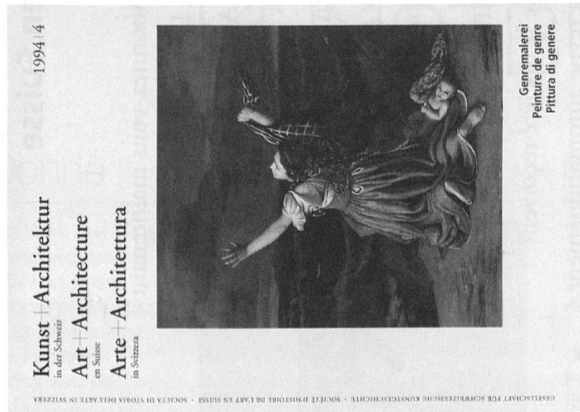 Kunst+Architektur
in der Schweiz
Art+Architecture
en Suisse
Arte+Architettura
in Svizzera
1994|4
Genremalerei
Peinture de genre
Pittura di genere
GESELLSCHAFT FÜR SCHWEIZERISCHE KUNSTGESCHICHTE · SOCIÉTÉ D'HISTOIRE DE L'ART EN SUISSE · SOCIETÀ DI STORIA DELL'ARTE IN SVIZZERA